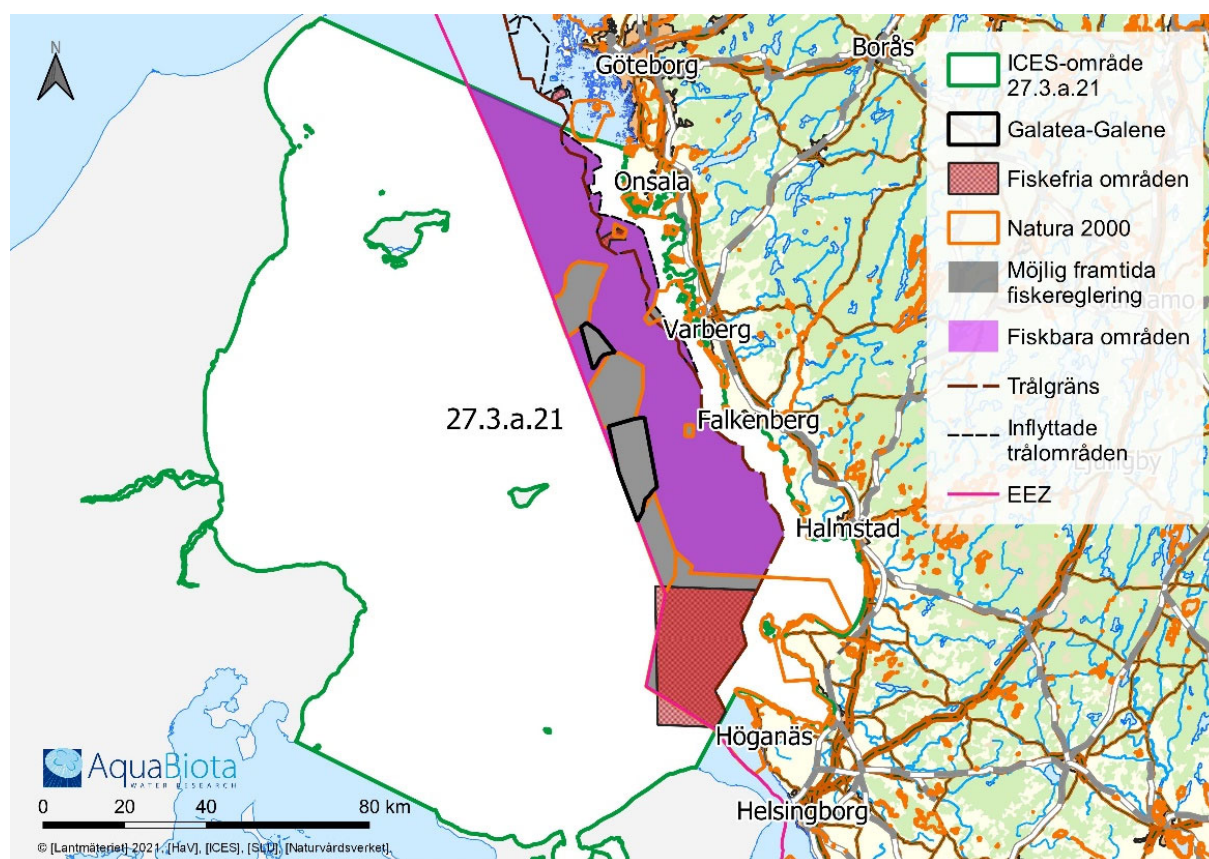 N
Göteborg
Borås
Onsala
Varberg
27.3.a.21
Falkenberg
Halmstad
Höganäs
Helsingborg
ICES-område
27.3.a.21
Galatea-Galene
Fiskefria områden
Natura 2000
Möjlig framtida
fiskereglering
Fiskbara områden
Trålgräns
Inflyttade
trålområden
EEZ
Ljungby
AquaBiota
WATER RESEARCH
0 20 40 80 km
© [Lantmäteriet] 2021, [HaV], [ICES], [SLU], [Naturvårdsverket],